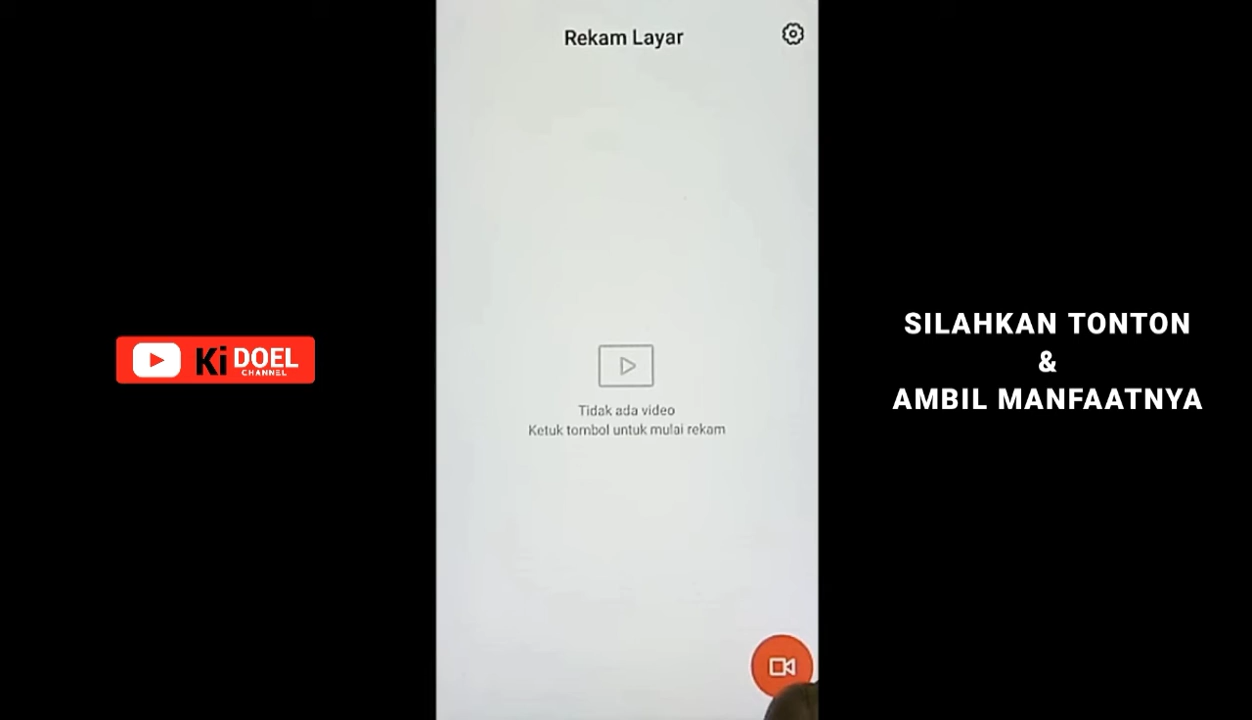 Rekam Layar
Ki DOEL
CHANNEL
SILAHKAN TONTON
&
AMBIL MANFAATNYA
Tidak ada video
Ketuk tombol untuk mulai rekam